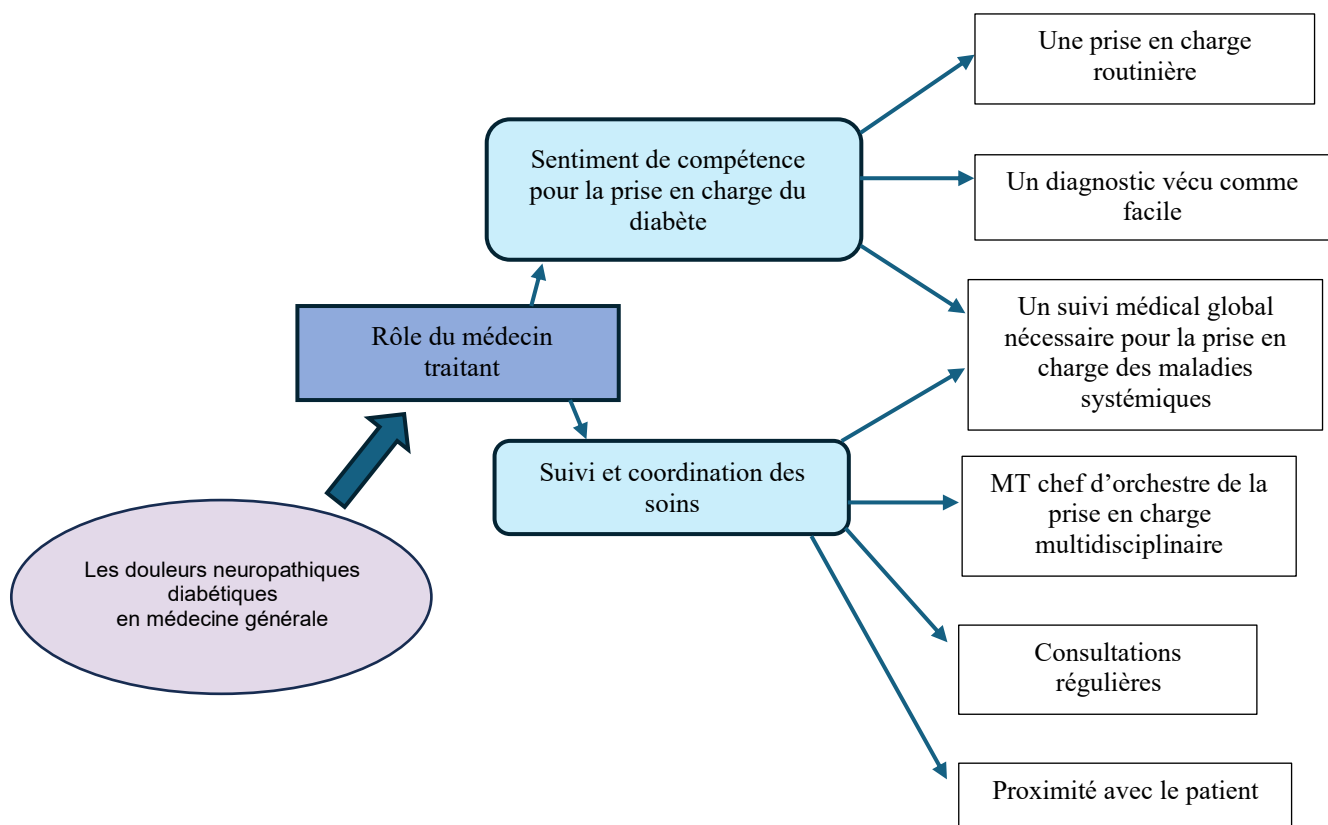 Une prise en charge
routinière
Sentiment de compétence
pour la prise en charge du
diabète
Un diagnostic vécu comme
facile
Un suivi médical global
nécessaire pour la prise en
charge des maladies
systémiques
Rôle du médecin
traitant
Suivi et coordination des
soins
MT chef d’orchestre de la
prise en charge
multidisciplinaire
Les douleurs neuropathiques
diabétiques
en médecine générale
Consultations
régulières
Proximité avec le patient